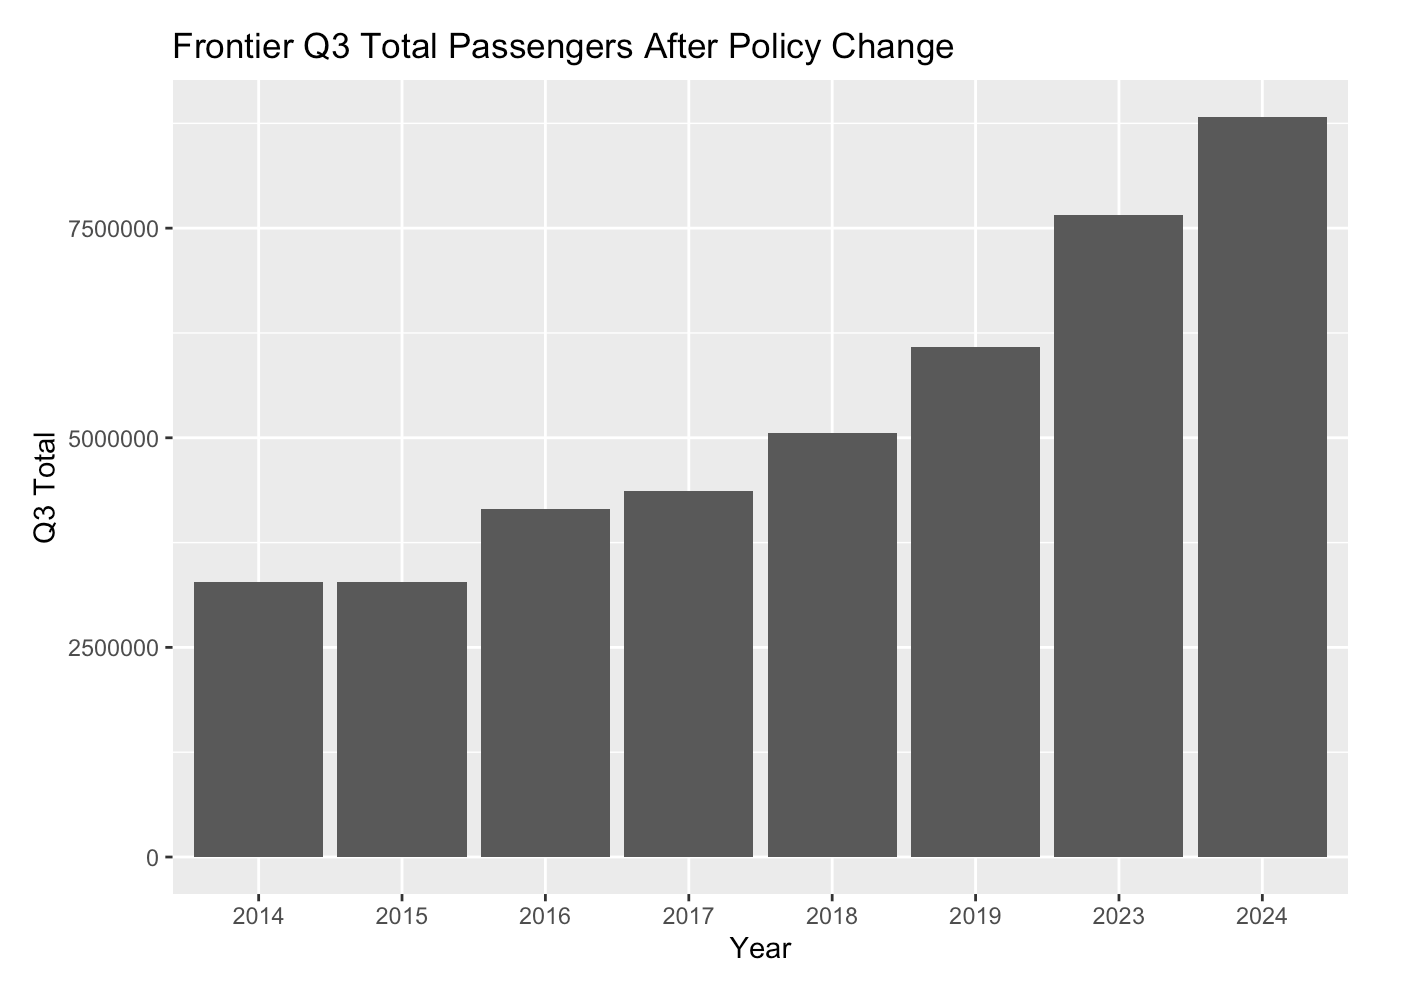 Frontier Q3 Total Passengers After Policy Change
Q3 Total
7500000
5000000
2500000
0
2014 2015 2016 2017 2018 2019 2023 2024
Year